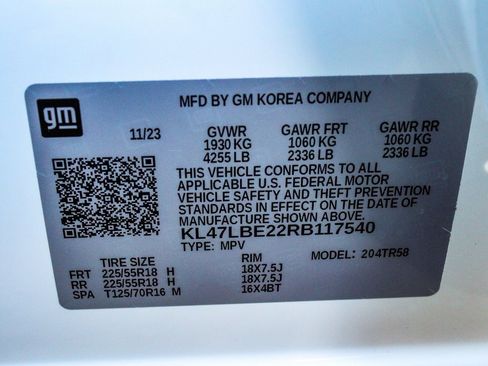 gm
MFD BY GM KOREA COMPANY
11/23 GVWR GAWR FRT GAWR RR
1930 KG 1060 KG 1060 KG
4255 LB 2336 LB 2336 LB
THIS VEHICLE CONFORMS TO ALL
APPLICABLE U.S. FEDERAL MOTOR
VEHICLE SAFETY AND THEFT PREVENTION
STANDARDS IN EFFECT ON THE DATE OF
MANUFACTURE SHOWN ABOVE.
KL47LBE22RB117540
TYPE: MPV MODEL: 204TR58
TIRE SIZE RIM
FRT 225/55R18 H 18X7.5J
RR 225/55R18 H 18X7.5J
SPA T125/70R16 M 16X4BT